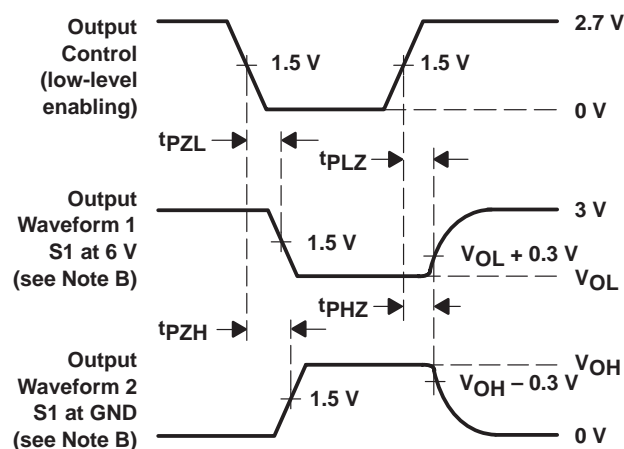 Output
Control
(low-level
enabling)
1.5 V
1.5 V
2.7 V
0 V
tPZL
tPLZ
Output
Waveform 1
S1 at 6 V
(see Note B)
1.5 V
3 V
VOL + 0.3 V
VOL
tPZH
tPHZ
Output
Waveform 2
S1 at GND
(see Note B)
1.5 V
VOH
VOH – 0.3 V
0 V